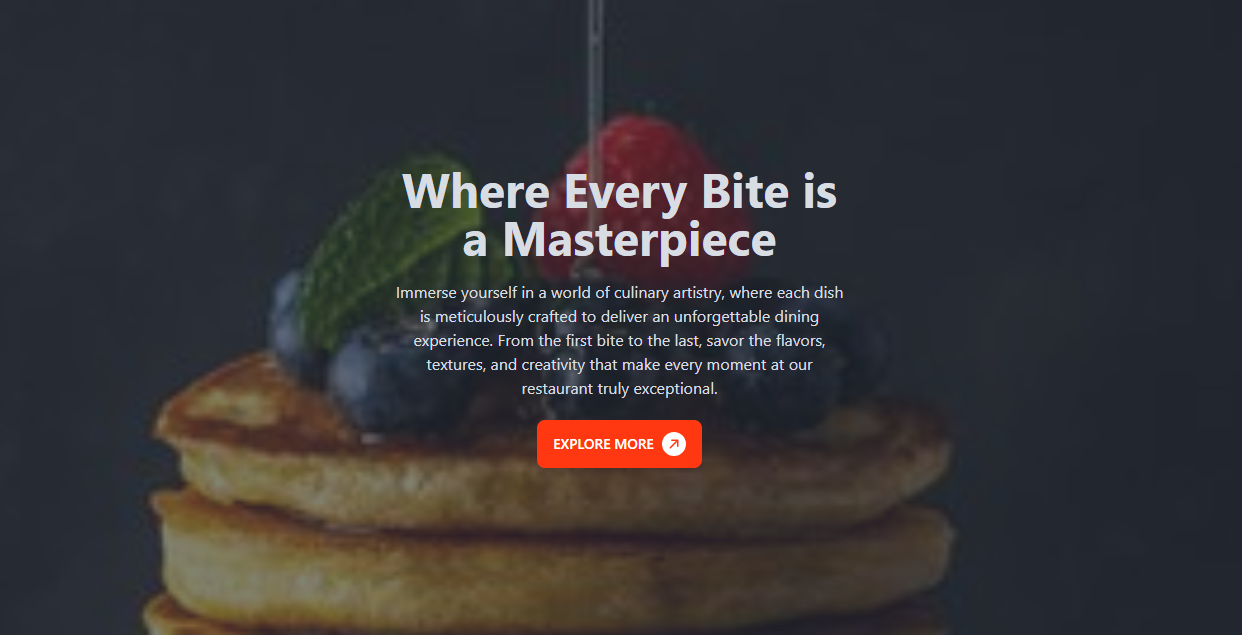 Where Every Bite is
a Masterpiece
Immerse yourself in a world of culinary artistry, where each dish
is meticulously crafted to deliver an unforgettable dining
experience. From the first bite to the last, savor the flavors,
textures, and creativity that make every moment at our
restaurant truly exceptional.
EXPLORE MORE